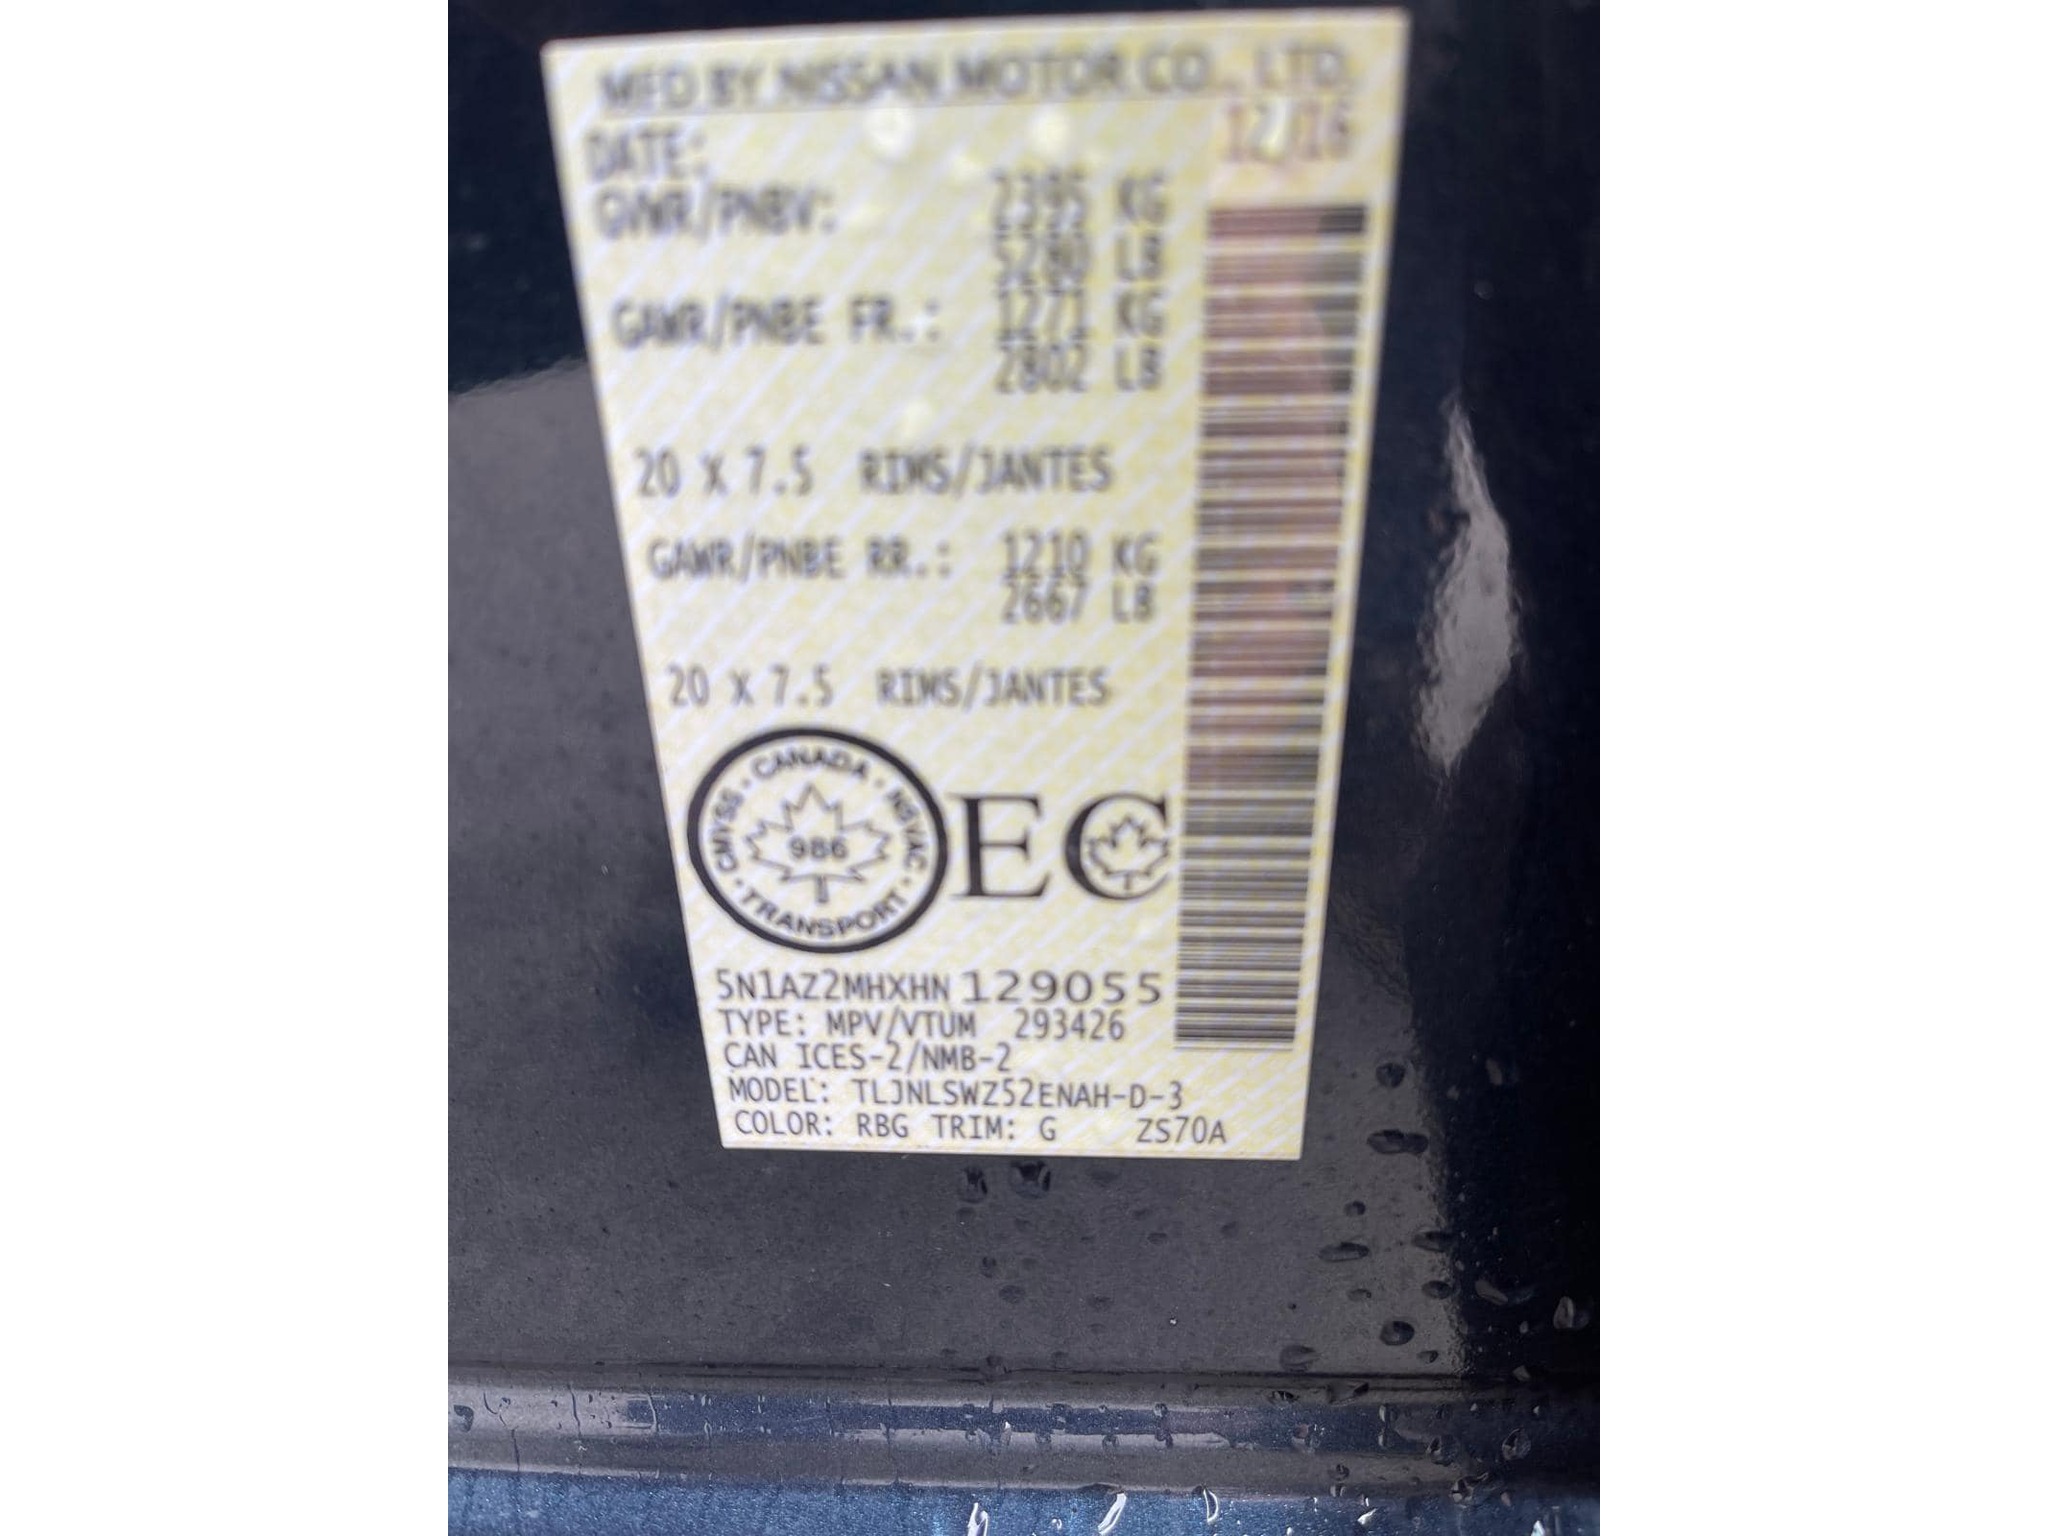 MFD BY NISSAN MOTOR CO., LTD.
DATE: 12/16
GVWR/PNBV: 2395 KG
5280 LB
GAWR/PNBE FR.: 1271 KG
2802 LB
20 X 7.5 RIMS/JANTES
GAWR/PNBE RR.: 1210 KG
2667 LB
20 X 7.5 RIMS/JANTES
CANADA · NSVAC · TRANSPORT · CMVSS ·
986
EC
5N1AZ2MHXHN129055
TYPE: MPV/VTUM 293426
CAN ICES-2/NMB-2
MODEL: TLJNLSWZ52ENAH-D-3
COLOR: RBG TRIM: G ZS70A